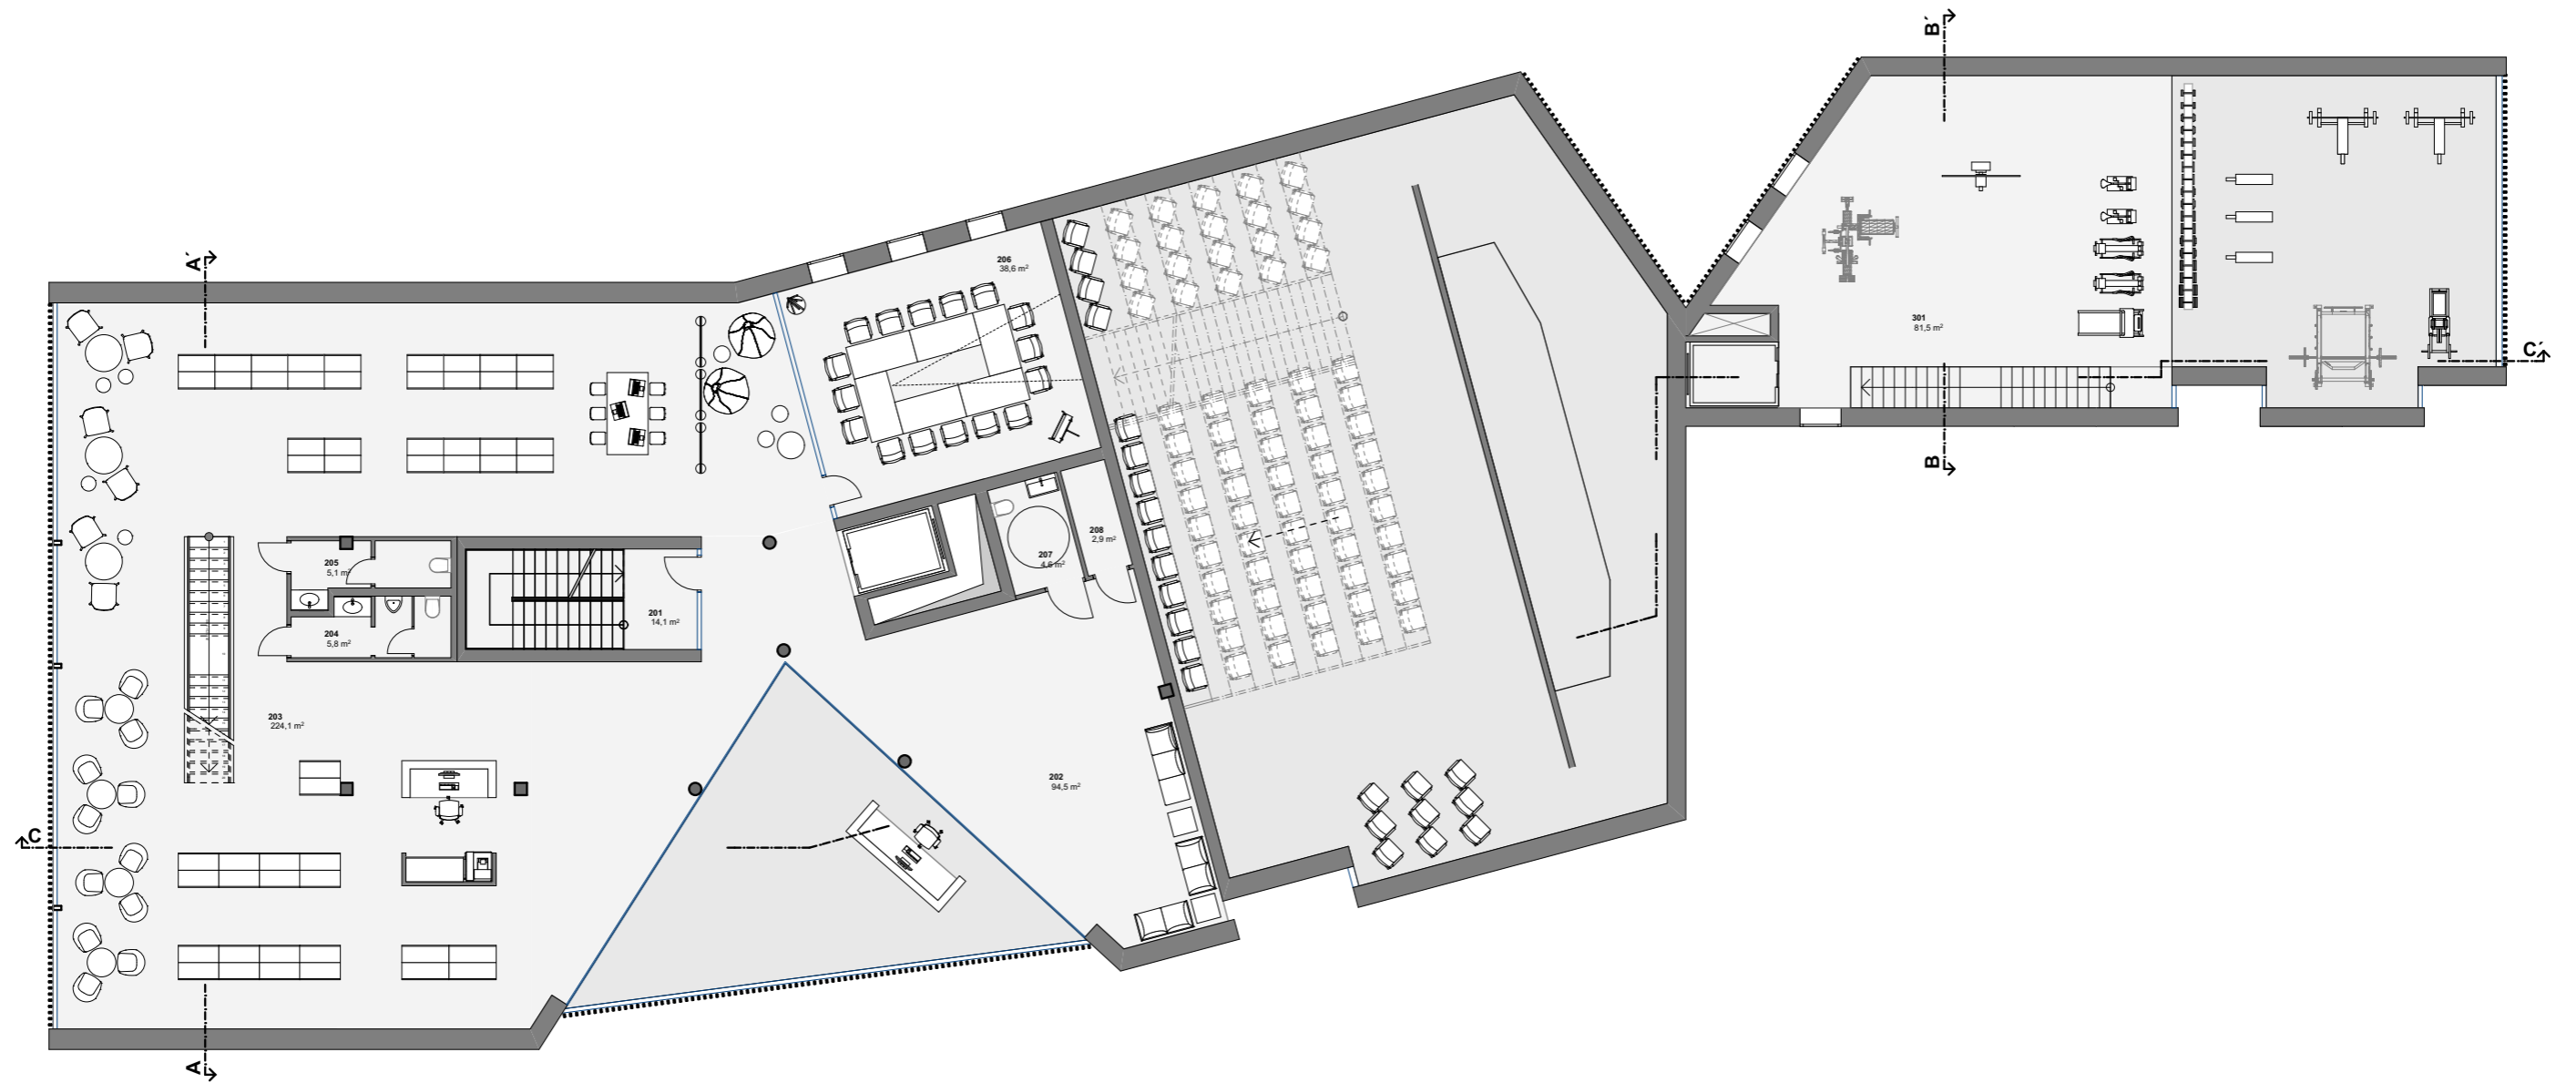 B´
A´
206
38,6 m²
301
81,5 m²
C´
B
208
2,9 m²
207
4,6 m²
205
5,1 m²
201
14,1 m²
204
5,8 m²
203
224,1 m²
202
94,5 m²
C
A